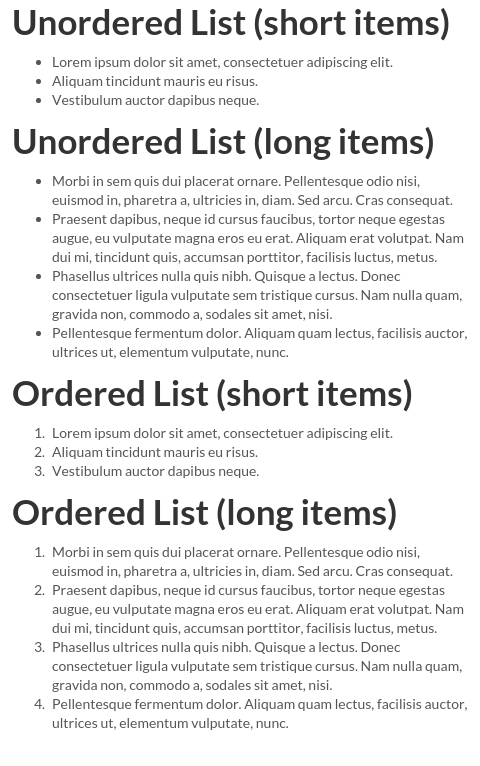 Unordered List (short items)
• Lorem ipsum dolor sit amet, consectetuer adipiscing elit.
• Aliquam tincidunt mauris eu risus.
• Vestibulum auctor dapibus neque.
Unordered List (long items)
• Morbi in sem quis dui placerat ornare. Pellentesque odio nisi,
euismod in, pharetra a, ultricies in, diam. Sed arcu. Cras consequat.
• Praesent dapibus, neque id cursus faucibus, tortor neque egestas
augue, eu vulputate magna eros eu erat. Aliquam erat volutpat. Nam
dui mi, tincidunt quis, accumsan porttitor, facilisis luctus, metus.
• Phasellus ultrices nulla quis nibh. Quisque a lectus. Donec
consectetuer ligula vulputate sem tristique cursus. Nam nulla quam,
gravida non, commodo a, sodales sit amet, nisi.
• Pellentesque fermentum dolor. Aliquam quam lectus, facilisis auctor,
ultrices ut, elementum vulputate, nunc.
Ordered List (short items)
1. Lorem ipsum dolor sit amet, consectetuer adipiscing elit.
2. Aliquam tincidunt mauris eu risus.
3. Vestibulum auctor dapibus neque.
Ordered List (long items)
1. Morbi in sem quis dui placerat ornare. Pellentesque odio nisi,
euismod in, pharetra a, ultricies in, diam. Sed arcu. Cras consequat.
2. Praesent dapibus, neque id cursus faucibus, tortor neque egestas
augue, eu vulputate magna eros eu erat. Aliquam erat volutpat. Nam
dui mi, tincidunt quis, accumsan porttitor, facilisis luctus, metus.
3. Phasellus ultrices nulla quis nibh. Quisque a lectus. Donec
consectetuer ligula vulputate sem tristique cursus. Nam nulla quam,
gravida non, commodo a, sodales sit amet, nisi.
4. Pellentesque fermentum dolor. Aliquam quam lectus, facilisis auctor,
ultrices ut, elementum vulputate, nunc.